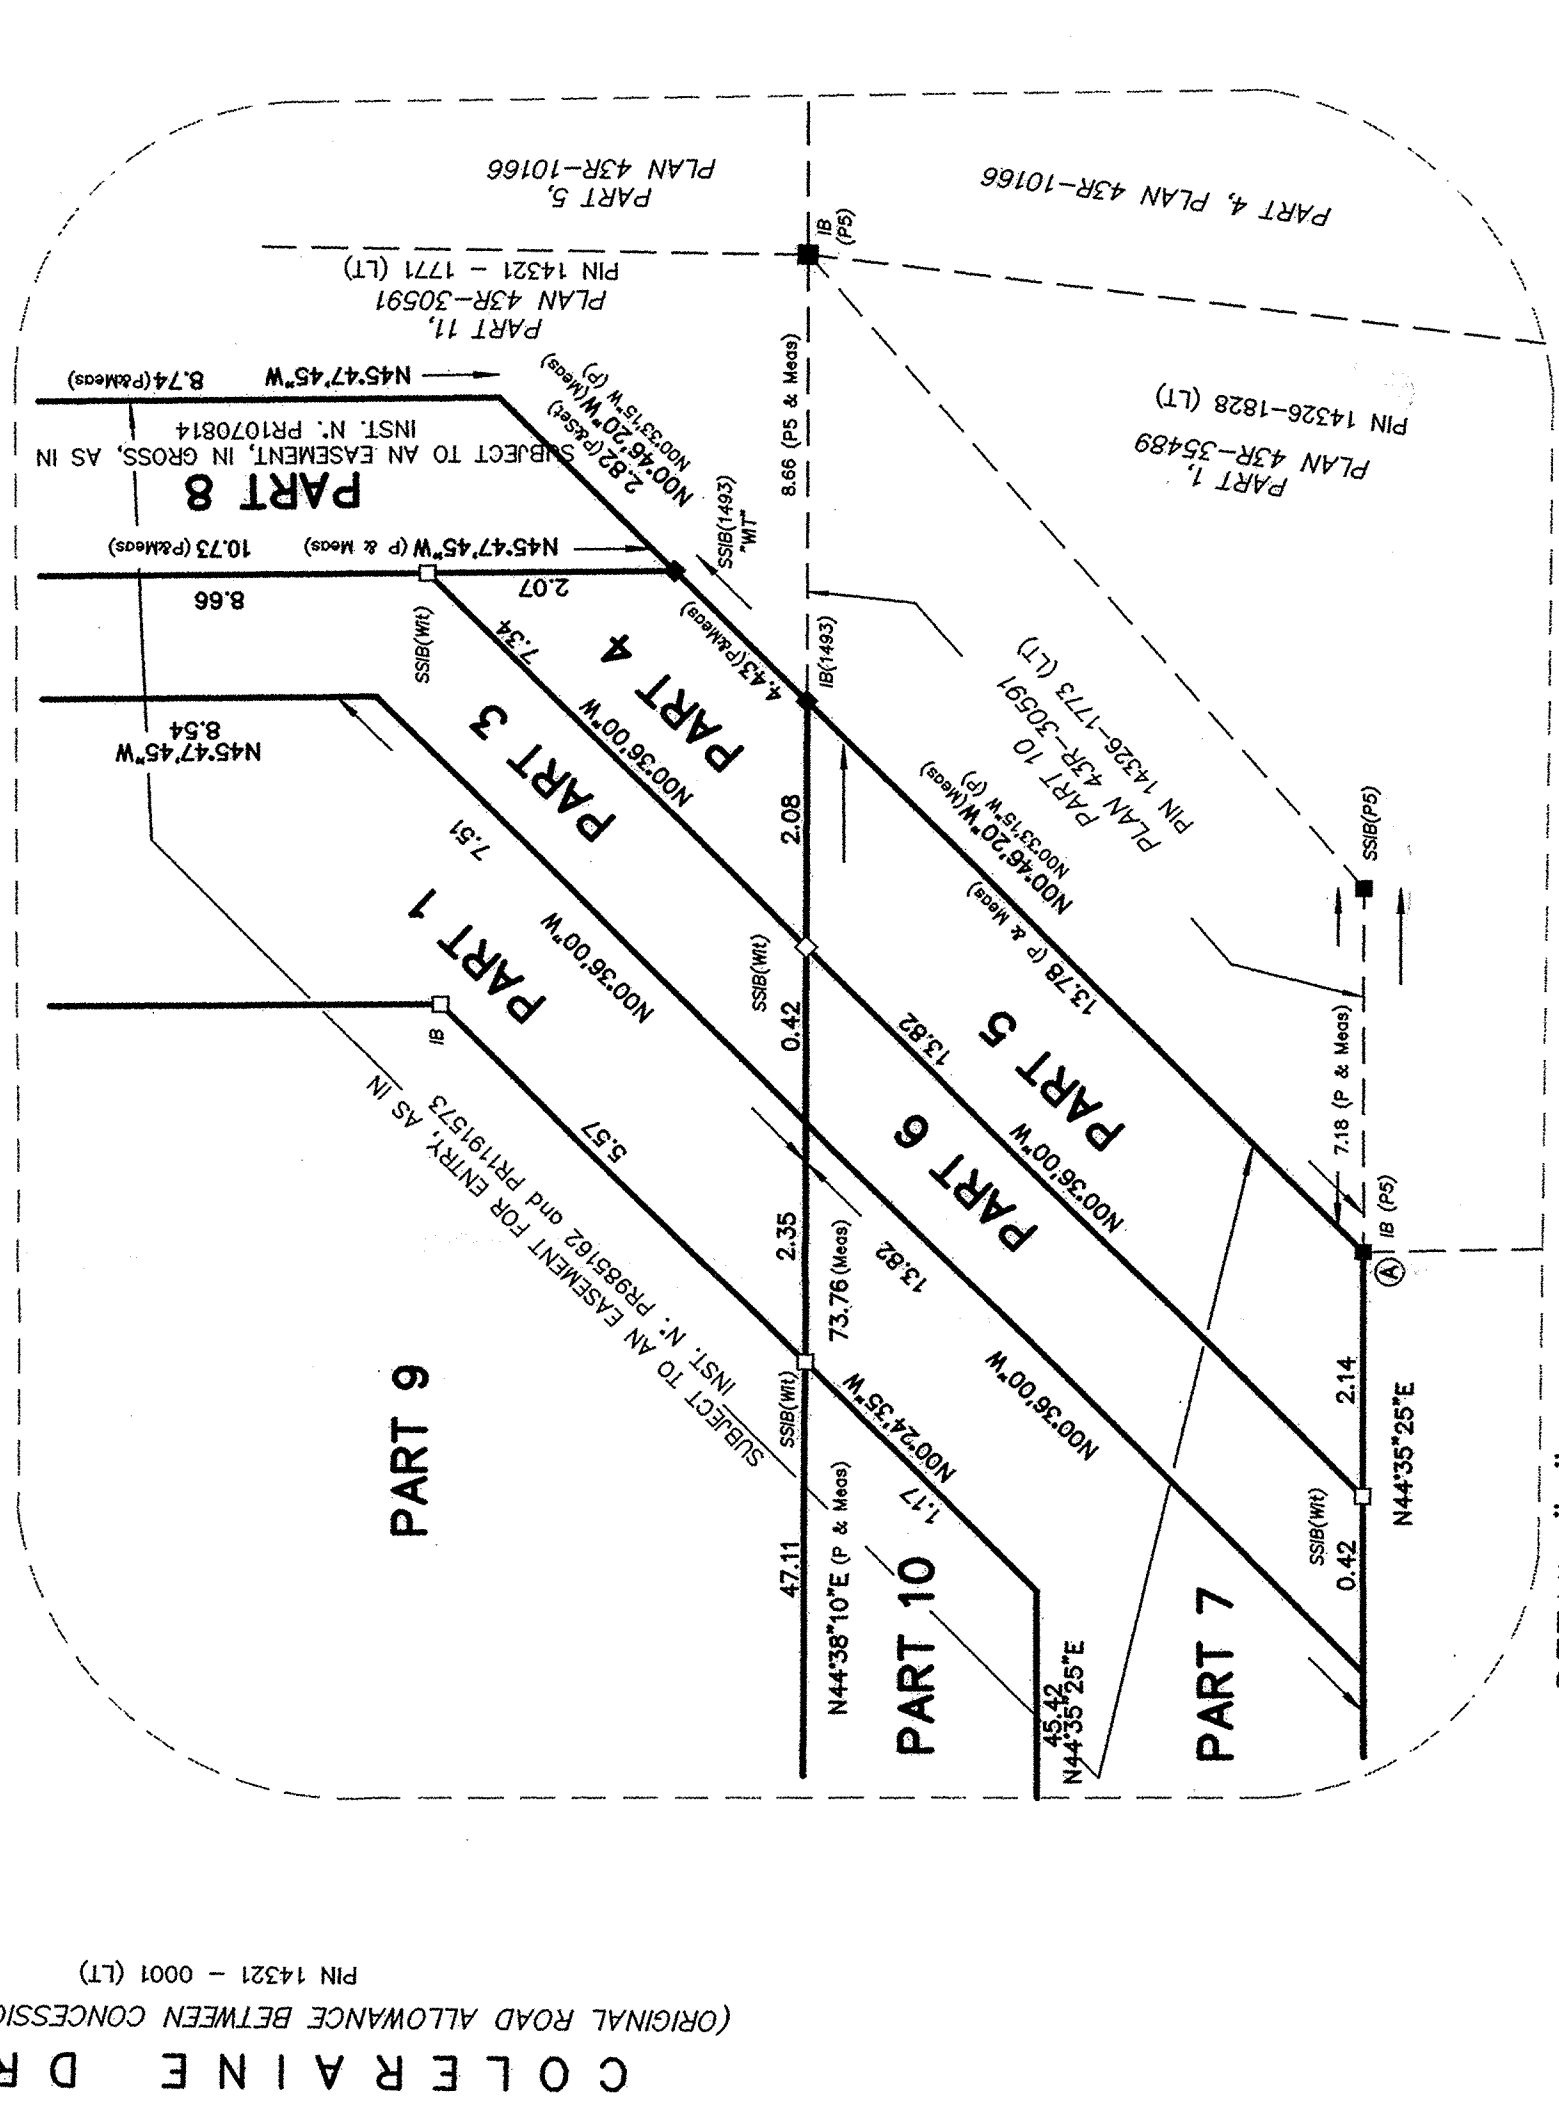 PLAN 43R-10166
PART 5,
PART 4, PLAN 43R-10166
IB
(P5)
PIN 14321 - 1771 (LT)
PLAN 43R-30591
PART 11,
8.74 (P&Meas)
N45°47'45"W
SUBJECT TO AN EASEMENT, IN GROSS, AS IN
INST. Nº. PR1070814
PART 8
2.82 (P&Set)
N00°46'20"W (Meas)
N00°33'15"W (P)
8.66 (P5 & Meas)
PART 1,
PLAN 43R-35489
PIN 14326-1828 (LT)
10.73 (P&Meas)
N45°47'45"W (P & Meas)
8.66
2.07
SSIB(1493)
"WIT"
SSIB(Wit)
7.34
PART 4
4.43 (P&Meas)
IB(1493)
N45°47'45"W
8.54
PART 3
N00°36'00"W
7.51
2.08
PART 10
PLAN 43R-30591
PIN 14326-1773 (LT)
N00°46'20"W (Meas)
N00°33'15"W (P)
13.78 (P & Meas)
SSIB(P5)
PART 1
N00°36'00"W
SSIB(Wit)
0.42
IB
13.82
PART 5
7.18 (P & Meas)
SUBJECT TO AN EASEMENT FOR ENTRY, AS IN
INST. Nº. PR985162 and PR1191573
5.57
PART 6
N00°36'00"W
2.35
73.76 (Meas)
13.82
IB (P5)
A
PART 9
SSIB(Wit)
N00°24'35"W
1.17
N00°36'00"W
2.14
N44°35'25"E
47.11
N44°38'10"E (P & Meas)
PART 10
SSIB(Wit)
0.42
45.42
N44°35'25"E
PART 7
PIN 14321 - 0001 (LT)
(ORIGINAL ROAD ALLOWANCE BETWEEN
COLERAINE